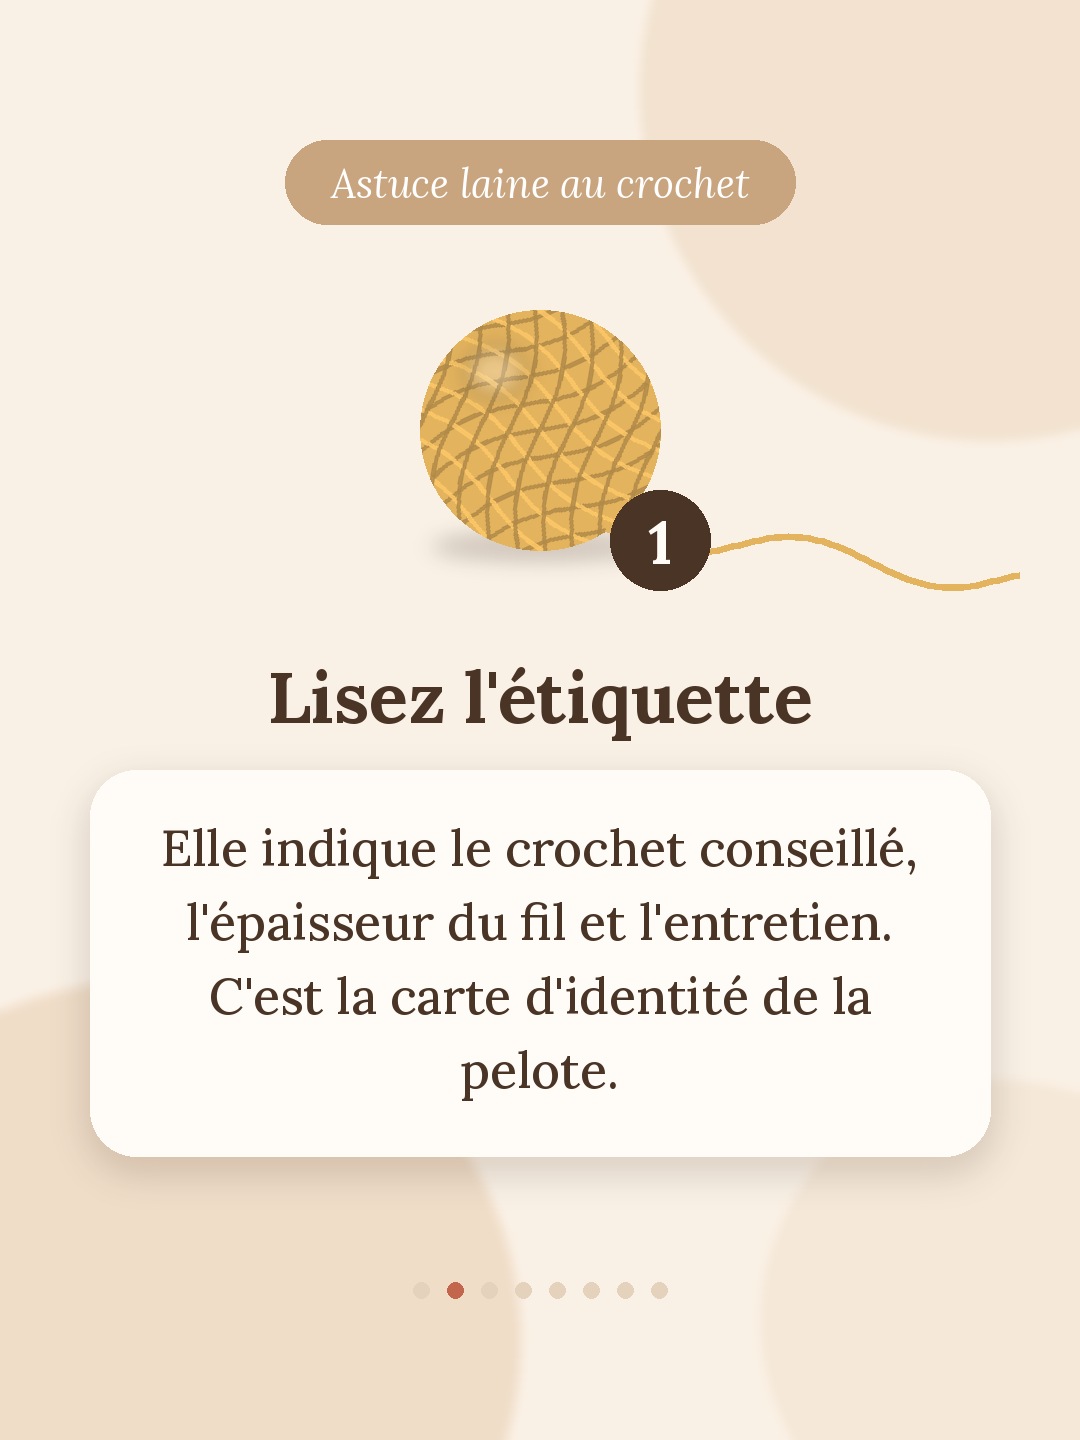 Astuce laine au crochet
1
Lisez l'étiquette
Elle indique le crochet conseillé,
l'épaisseur du fil et l'entretien.
C'est la carte d'identité de la
pelote.